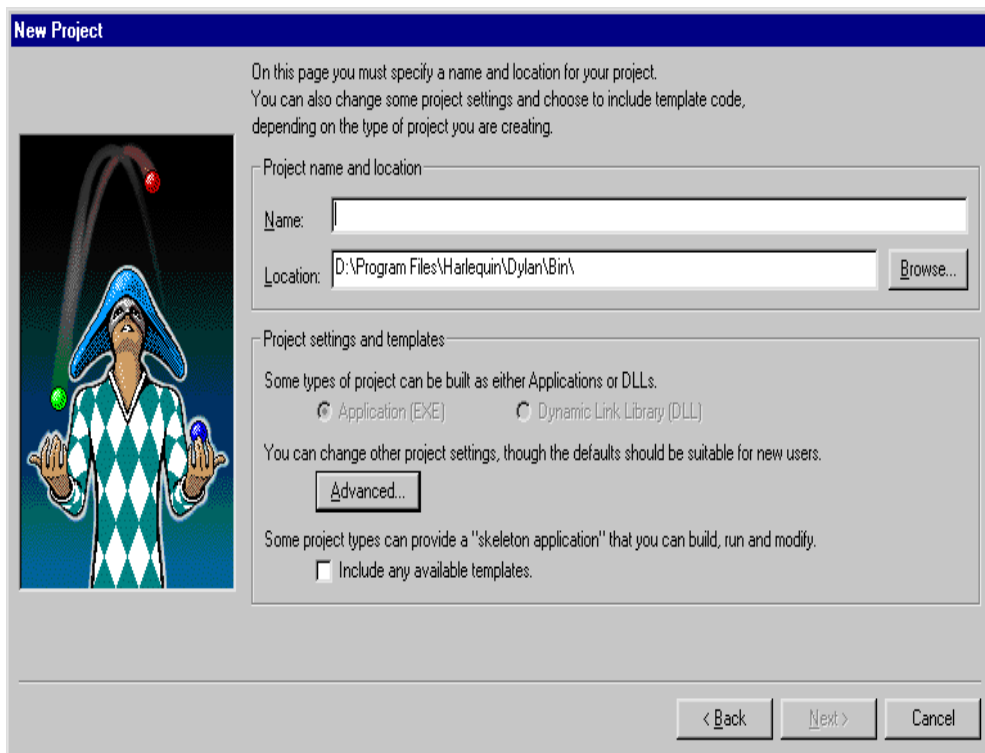 New Project
On this page you must specify a name and location for your project.
You can also change some project settings and choose to include template code,
depending on the type of project you are creating.
Project name and location
Name:
Location: D:\Program Files\Harlequin\Dylan\Bin\ Browse...
Project settings and templates
Some types of project can be built as either Applications or DLLs.
Application (EXE) Dynamic Link Library (DLL)
You can change other project settings, though the defaults should be suitable for new users.
Advanced...
Some project types can provide a "skeleton application" that you can build, run and modify.
Include any available templates.
< Back Next > Cancel